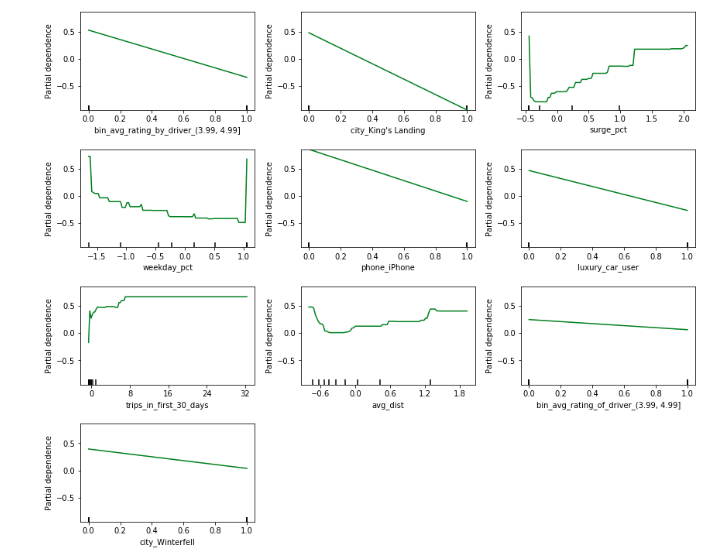 Partial dependence
0.5
0.0
−0.5
0.0 0.2 0.4 0.6 0.8 1.0
bin_avg_rating_by_driver_(3.99, 4.99]
Partial dependence
0.5
0.0
−0.5
0.0 0.2 0.4 0.6 0.8 1.0
city_King's Landing
Partial dependence
0.5
0.0
−0.5
−0.5 0.0 0.5 1.0 1.5 2.0
surge_pct
Partial dependence
0.5
0.0
−0.5
−1.5 −1.0 −0.5 0.0 0.5 1.0
weekday_pct
Partial dependence
0.5
0.0
−0.5
0.0 0.2 0.4 0.6 0.8 1.0
phone_iPhone
Partial dependence
0.5
0.0
−0.5
0.0 0.2 0.4 0.6 0.8 1.0
luxury_car_user
Partial dependence
0.5
0.0
−0.5
0 8 16 24 32
trips_in_first_30_days
Partial dependence
0.5
0.0
−0.5
−0.6 0.0 0.6 1.2 1.8
avg_dist
Partial dependence
0.5
0.0
−0.5
0.0 0.2 0.4 0.6 0.8 1.0
bin_avg_rating_of_driver_(3.99, 4.99]
Partial dependence
0.5
0.0
−0.5
0.0 0.2 0.4 0.6 0.8 1.0
city_Winterfell